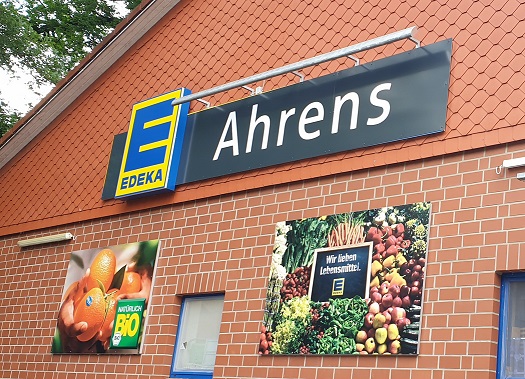 EDEKA
Ahrens
Wir lieben
Lebensmittel.
NATÜRLICH
BIO